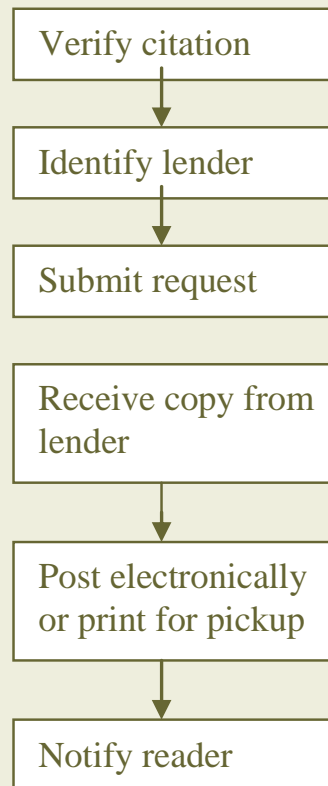 Verify citation
Identify lender
Submit request
Receive copy from
lender
Post electronically
or print for pickup
Notify reader